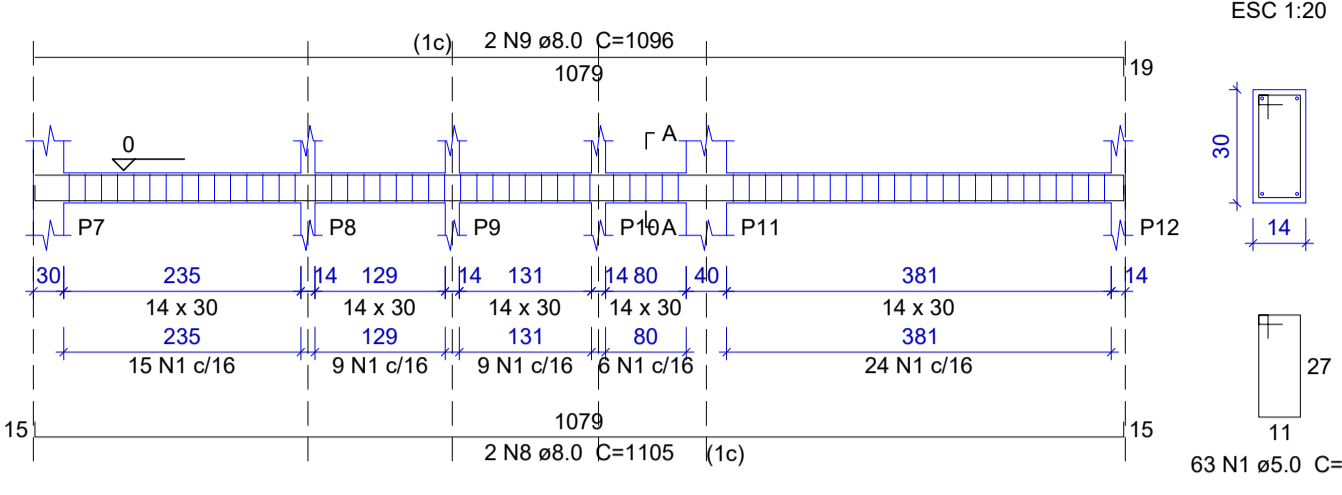 ESC 1:20
(1c) 2 N9 ø8.0 C=1096
1079 19
0 A
30
P7 P8 P9 P10 A P11 P12
14
30 235 14 129 14 131 14 80 40 381 14
14 x 30 14 x 30 14 x 30 14 x 30 14 x 30
235 129 131 80 381
15 N1 c/16 9 N1 c/16 9 N1 c/16 6 N1 c/16 24 N1 c/16
27
15 1079 15
11
2 N8 ø8.0 C=1105 (1c)
63 N1 ø5.0 C=